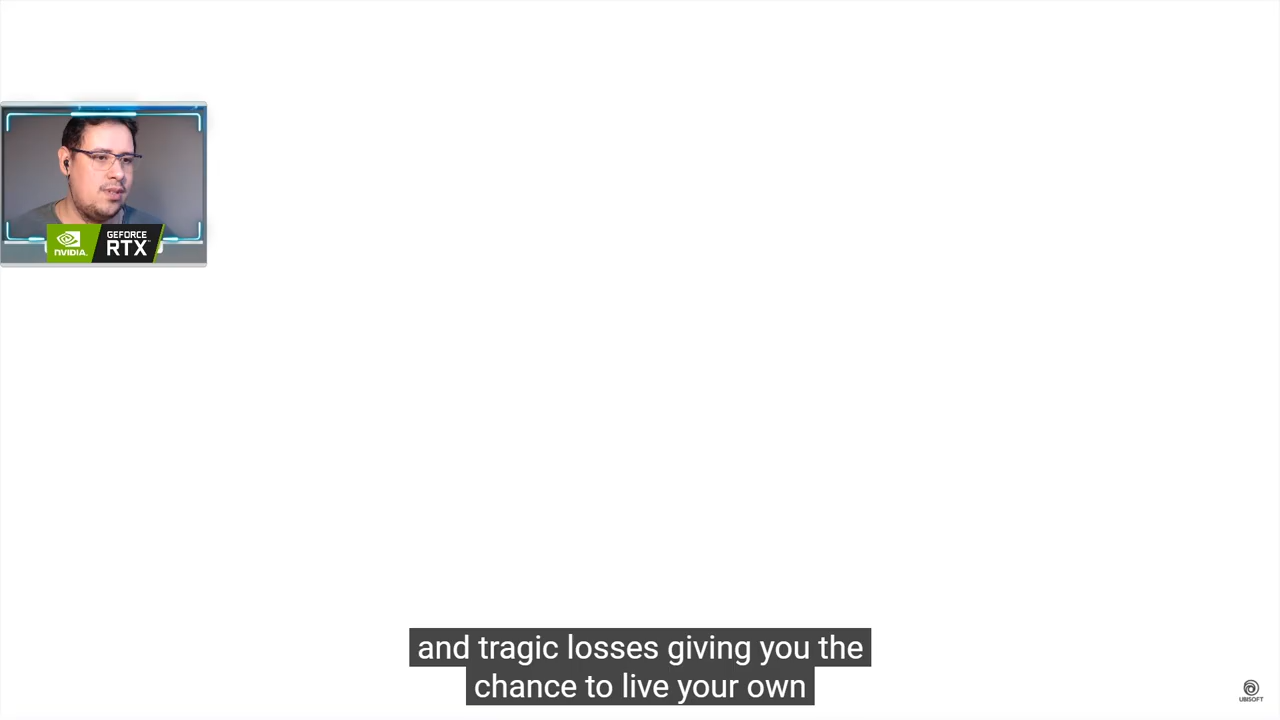 NVIDIA.
GEFORCE
RTX
and tragic losses giving you the
chance to live your own
UBISOFT